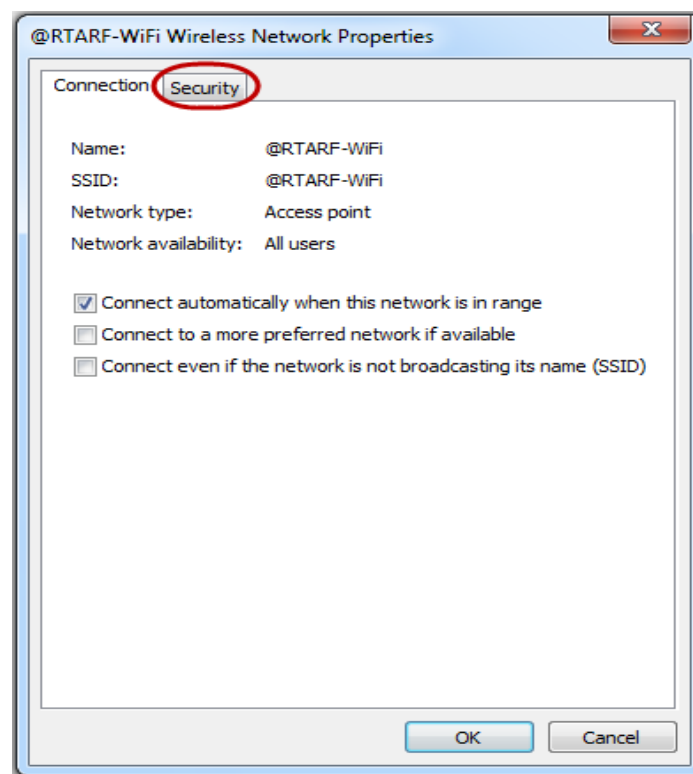 @RTARF-WiFi Wireless Network Properties
Connection Security
Name: @RTARF-WiFi
SSID: @RTARF-WiFi
Network type: Access point
Network availability: All users
Connect automatically when this network is in range
Connect to a more preferred network if available
Connect even if the network is not broadcasting its name (SSID)
OK Cancel